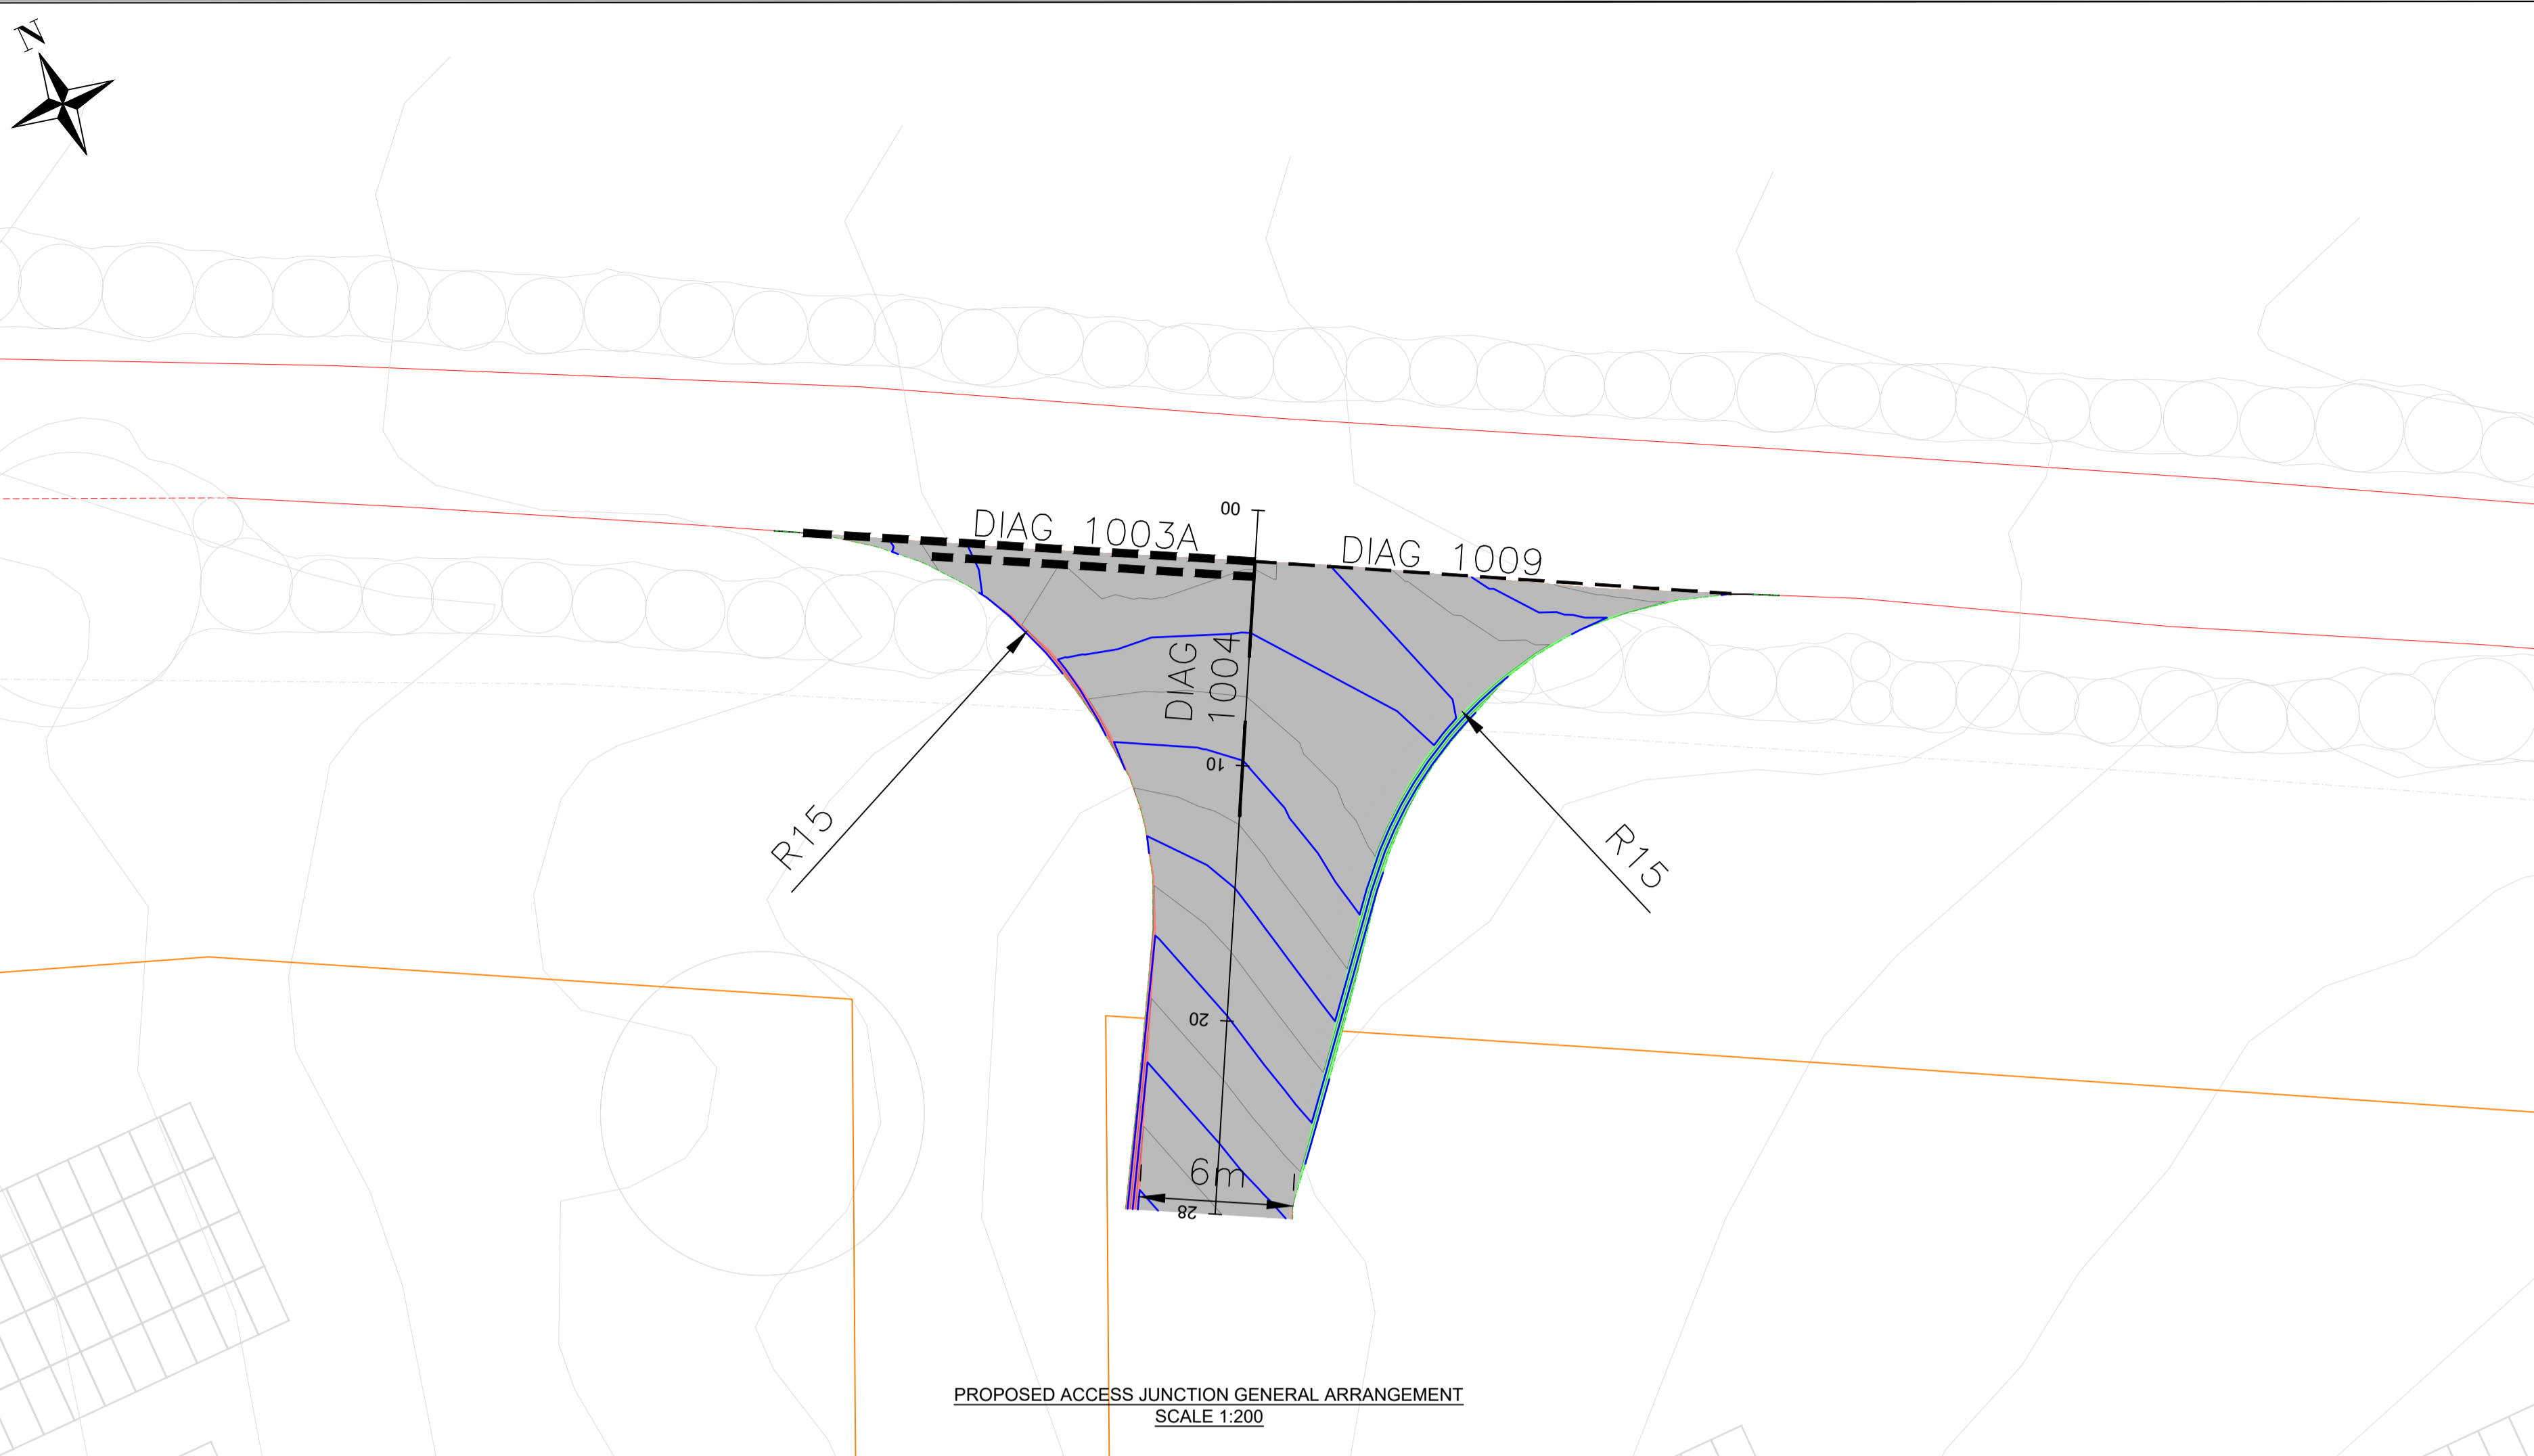 N
00
DIAG 1003A
DIAG 1009
DIAG
1004
10
R15
R15
20
6m
28
PROPOSED ACCESS JUNCTION GENERAL ARRANGEMENT
SCALE 1:200